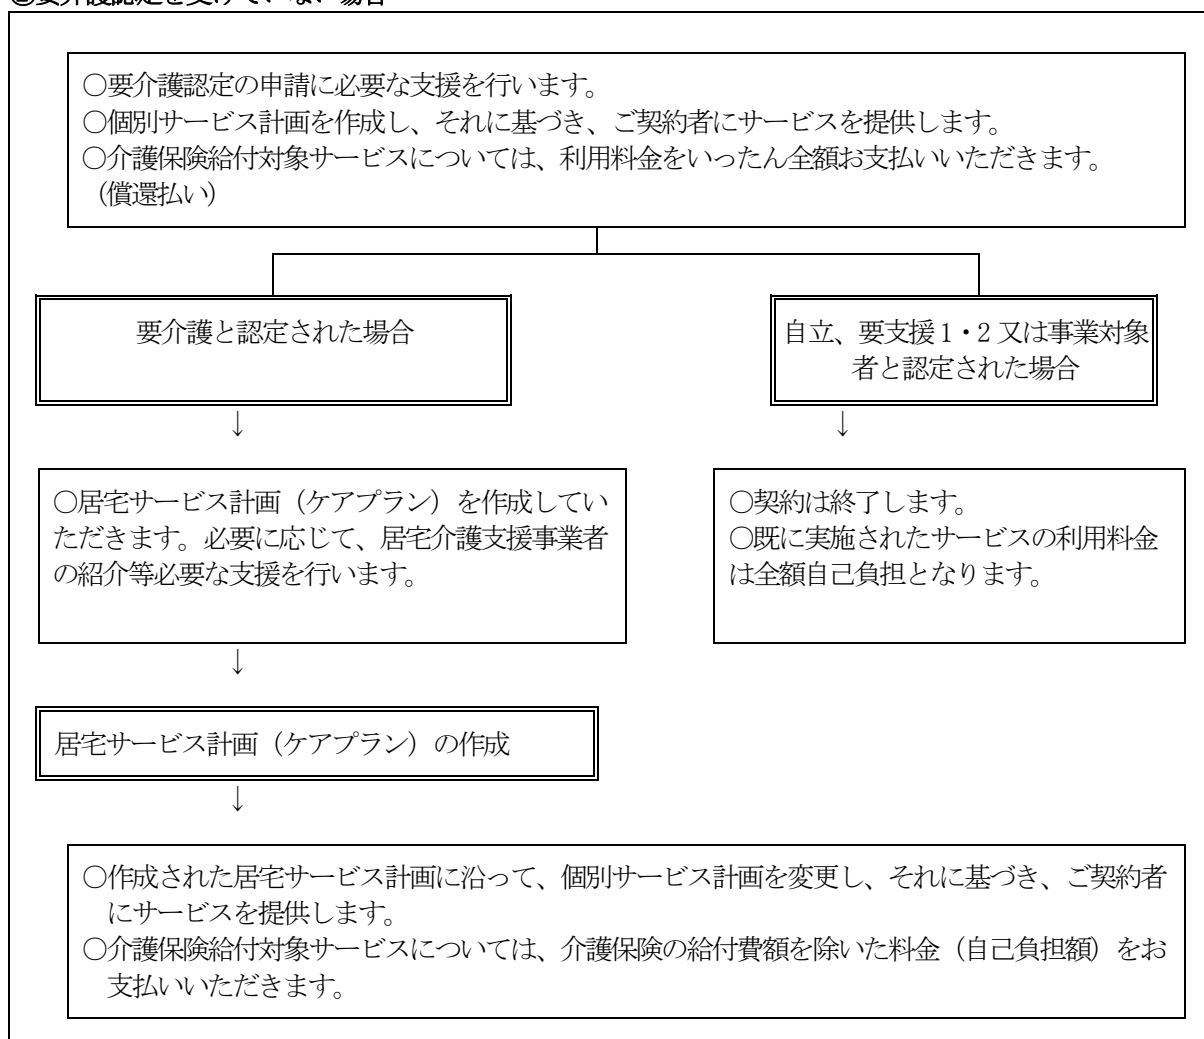 要介護認定を受けていない場合
○要介護認定の申請に必要な支援を行います。
○個別サービス計画を作成し、それに基づき、ご契約者にサービスを提供します。
○介護保険給付対象サービスについては、利用料金をいったん全額お支払いいただきます。
（償還払い）
要介護と認定された場合
自立、要支援1・2又は事業対象
者と認定された場合
↓
↓
○居宅サービス計画（ケアプラン）を作成してい
ただきます。必要に応じて、居宅介護支援事業者
の紹介等必要な支援を行います。
○契約は終了します。
○既に実施されたサービスの利用料金
は全額自己負担となります。
↓
居宅サービス計画（ケアプラン）の作成
↓
○作成された居宅サービス計画に沿って、個別サービス計画を変更し、それに基づき、ご契約者
にサービスを提供します。
○介護保険給付対象サービスについては、介護保険の給付費額を除いた料金（自己負担額）をお
支払いいただきます。